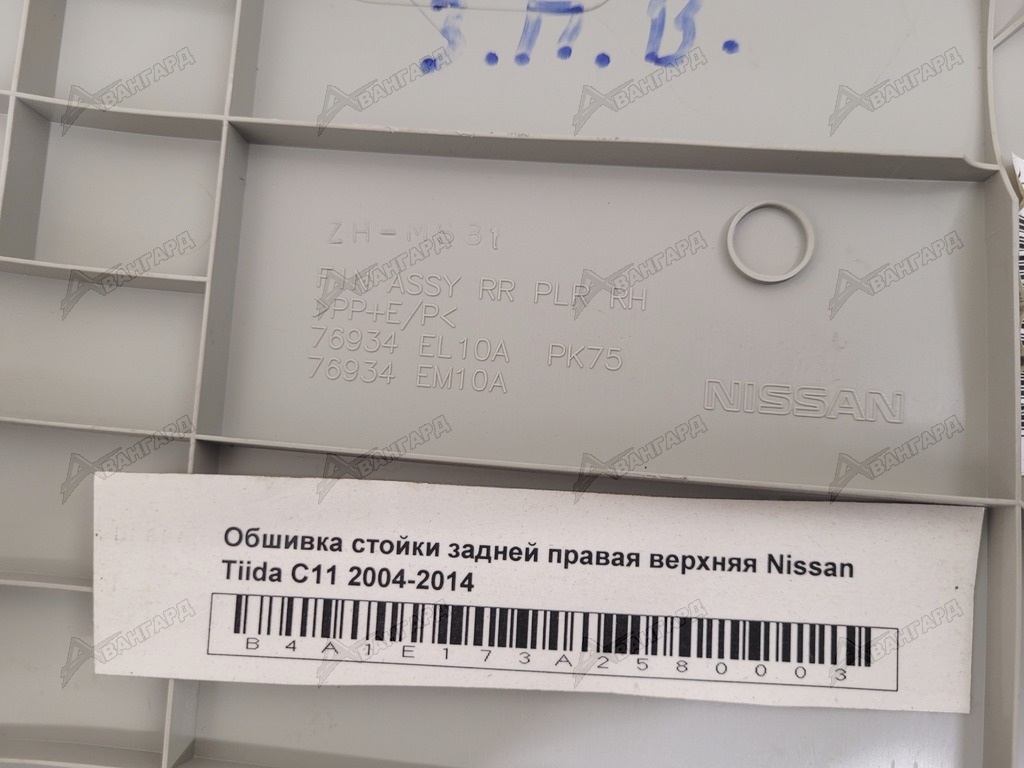 З.П.В.
FIN ASSY RR PLR RH
>PP+E/P<
76934 EL10A PK75
76934 EM10A
NISSAN
Обшивка стойки задней правая верхняя Nissan
Tiida C11 2004-2014
B4A1E173A2580003
АВАНГАРД